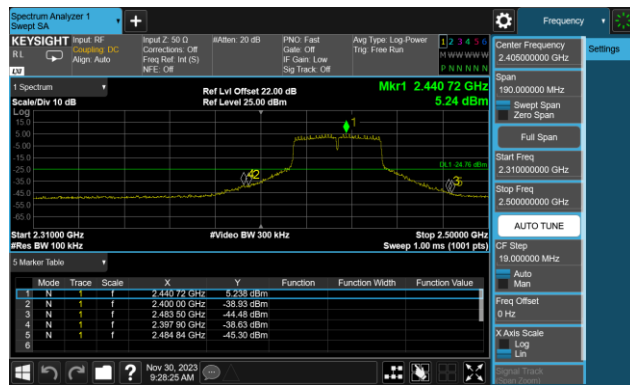 Spectrum Analyzer 1
Swept SA
Frequency
KEYSIGHT
RL
LM
Input: RF
Coupling: DC
Align: Auto
Input Z: 50 Ω
Corrections: Off
Freq Ref: Int (S)
NFE: Off
#Atten: 20 dB
PNO: Fast
Gate: Off
IF Gain: Low
Sig Track: Off
Avg Type: Log-Power
Trig: Free Run
1 2 3 4 5 6
M W W W W W
P N N N N N
1 Spectrum
Scale/Div 10 dB
Ref Lvl Offset 22.00 dB
Ref Level 25.00 dBm
Mkr1 2.440 72 GHz
5.24 dBm
Log
15.0
5.00
-5.00
-15.0
-25.0
-35.0
-45.0
-55.0
-65.0
1
DL1 -24.76 dBm
Start 2.31000 GHz
#Res BW 100 kHz
#Video BW 300 kHz
Stop 2.50000 GHz
Sweep 1.00 ms (1001 pts)
5 Marker Table
Mode Trace Scale X Y Function Function Width Function Value
1 N 1 f 2.440 72 GHz 5.238 dBm
2 N 1 f 2.400 00 GHz -38.93 dBm
3 N 1 f 2.483 50 GHz -44.48 dBm
4 N 1 f 2.397 90 GHz -38.63 dBm
5 N 1 f 2.484 84 GHz -45.30 dBm
6
Nov 30, 2023
9:28:25 AM
Center Frequency
2.405000000 GHz
Span
190.000000 MHz
Swept Span
Zero Span
Full Span
Start Freq
2.310000000 GHz
Stop Freq
2.500000000 GHz
AUTO TUNE
CF Step
19.000000 MHz
Auto
Man
Freq Offset
0 Hz
X Axis Scale
Log
Lin
Signal Track
(Span Zoom)
Settings